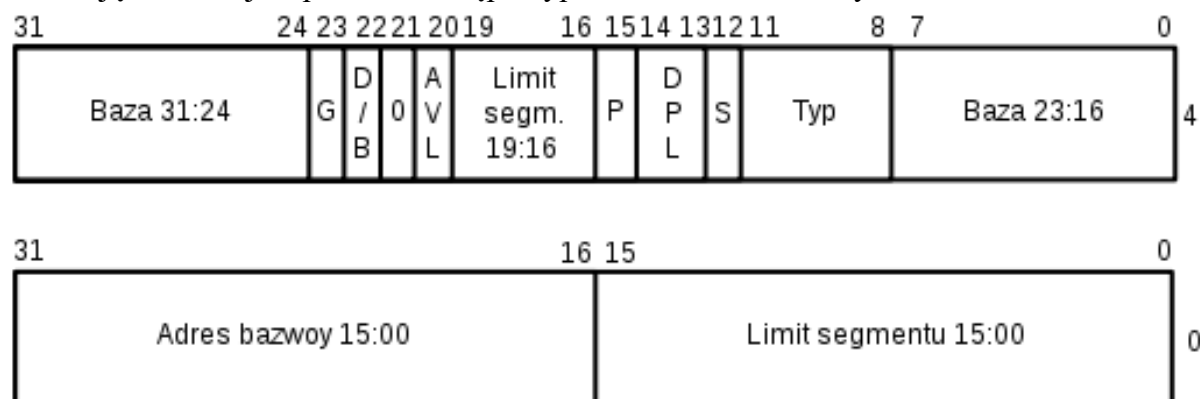 31 24 23 22 21 20 19 16 15 14 13 12 11 8 7 0
Baza 31:24 G D/B 0 AVL Limit segm. 19:16 P DPL S Typ Baza 23:16 4
31 16 15 0
Adres bazwoy 15:00 Limit segmentu 15:00 0